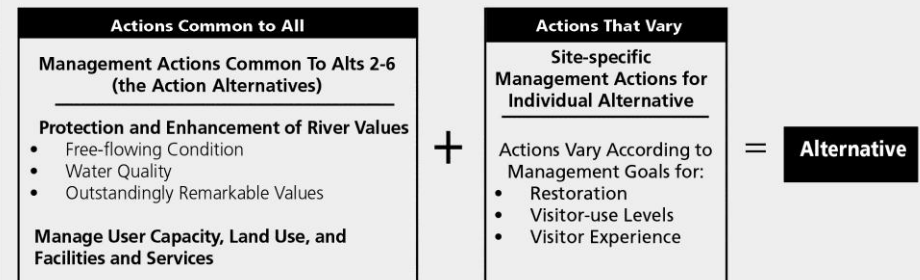 Actions Common to All
Management Actions Common To Alts 2-6
(the Action Alternatives)
Protection and Enhancement of River Values
• Free-flowing Condition
• Water Quality
• Outstandingly Remarkable Values
Manage User Capacity, Land Use, and
Facilities and Services
+
Actions That Vary
Site-specific
Management Actions for
Individual Alternative
Actions Vary According to
Management Goals for:
• Restoration
• Visitor-use Levels
• Visitor Experience
=
Alternative